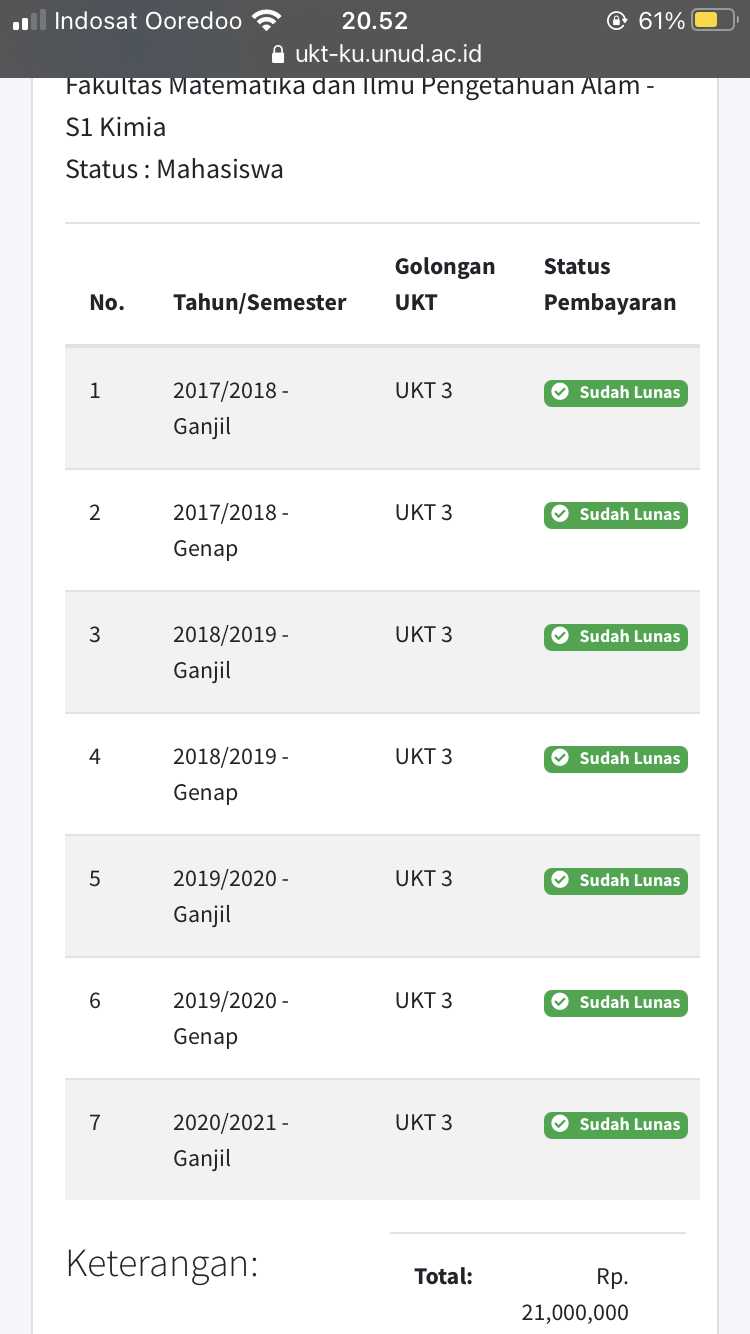 Indosat Ooredoo 20.52 61%
ukt-ku.unud.ac.id
Fakultas Matematika dan Ilmu Pengetahuan Alam -
S1 Kimia
Status : Mahasiswa
Golongan Status
No. Tahun/Semester UKT Pembayaran
1 2017/2018 - UKT 3 Sudah Lunas
Ganjil
2 2017/2018 - UKT 3 Sudah Lunas
Genap
3 2018/2019 - UKT 3 Sudah Lunas
Ganjil
4 2018/2019 - UKT 3 Sudah Lunas
Genap
5 2019/2020 - UKT 3 Sudah Lunas
Ganjil
6 2019/2020 - UKT 3 Sudah Lunas
Genap
7 2020/2021 - UKT 3 Sudah Lunas
Ganjil
Keterangan:
Total: Rp.
21,000,000